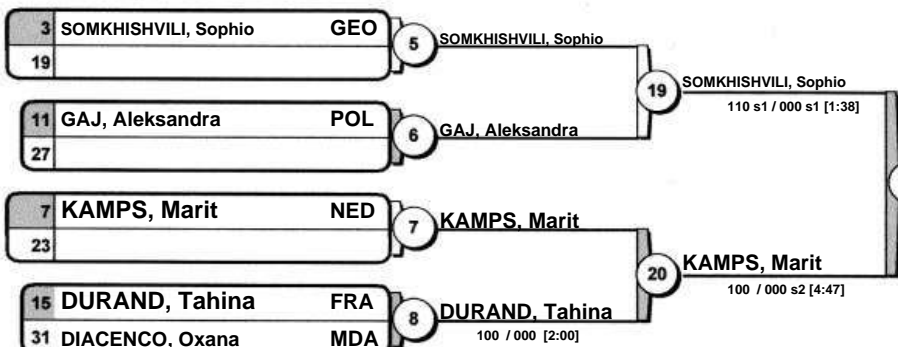 3 SOMKHISHVILI, Sophio GEO
19
5 SOMKHISHVILI, Sophio
11 GAJ, Aleksandra POL
27
6 GAJ, Aleksandra
19 SOMKHISHVILI, Sophio
110 s1 / 000 s1 [1:38]
7 KAMPS, Marit NED
23
7 KAMPS, Marit
15 DURAND, Tahina FRA
31 DIACENCO, Oxana MDA
8 DURAND, Tahina
100 / 000 [2:00]
20 KAMPS, Marit
100 / 000 s2 [4:47]